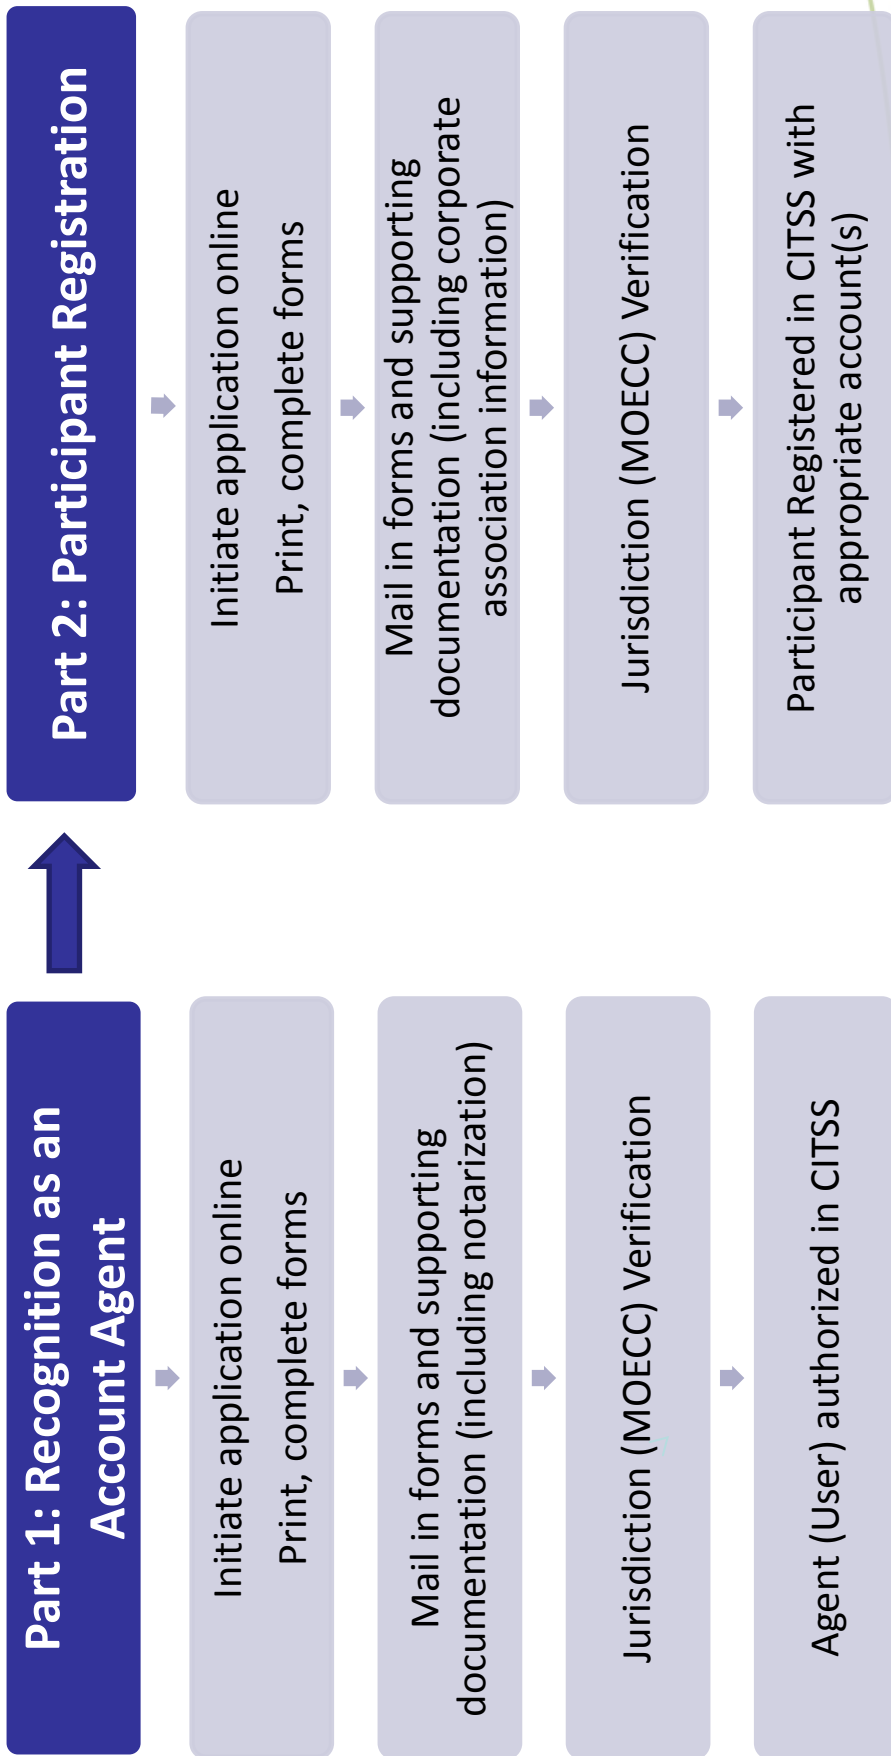 Part 1: Recognition as an
Account Agent
Initiate application online
Print, complete forms
Mail in forms and supporting
documentation (including notarization)
Jurisdiction (MOECC) Verification
Agent (User) authorized in CITSS
Part 2: Participant Registration
Initiate application online
Print, complete forms
Mail in forms and supporting
documentation (including corporate
association information)
Jurisdiction (MOECC) Verification
Participant Registered in CITSS with
appropriate account(s)